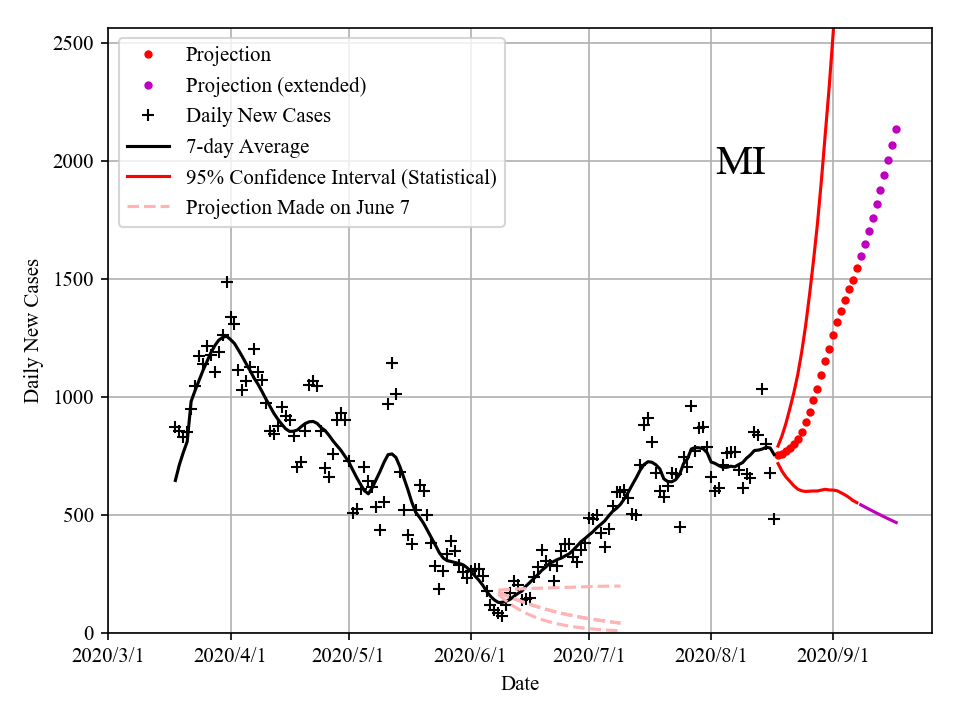 2500
2000
1500
1000
500
0
Daily New Cases
Projection
Projection (extended)
Daily New Cases
7-day Average
95% Confidence Interval (Statistical)
Projection Made on June 7
MI
2020/3/1 2020/4/1 2020/5/1 2020/6/1 2020/7/1 2020/8/1 2020/9/1
Date